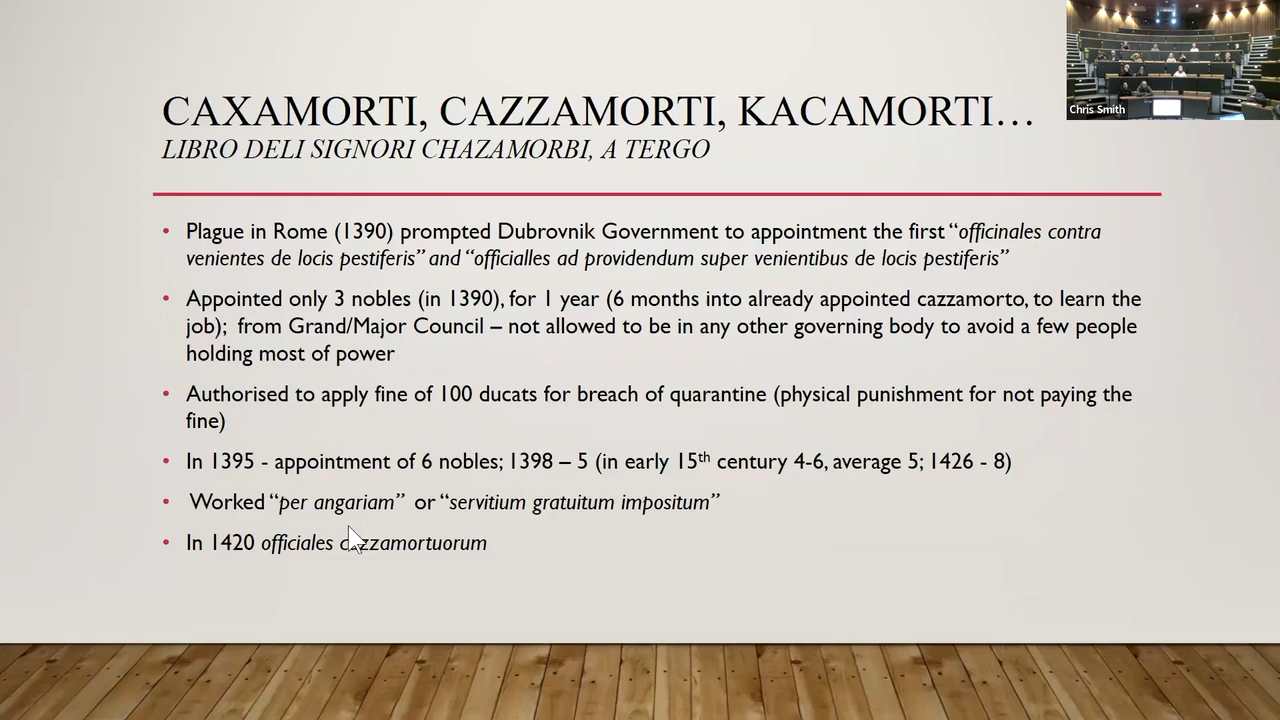 CAXAMORTI, CAZZAMORTI, KACAMORTI…
LIBRO DELI SIGNORI CHAZAMORBI, A TERGO
Chris Smith
• Plague in Rome (1390) prompted Dubrovnik Government to appointment the first “officinales contra
venientes de locis pestiferis” and “officialles ad providendum super venientibus de locis pestiferis”
• Appointed only 3 nobles (in 1390), for 1 year (6 months into already appointed cazzamorto, to learn the
job); from Grand/Major Council – not allowed to be in any other governing body to avoid a few people
holding most of power
• Authorised to apply fine of 100 ducats for breach of quarantine (physical punishment for not paying the
fine)
• In 1395 - appointment of 6 nobles; 1398 – 5 (in early 15th century 4-6, average 5; 1426 - 8)
• Worked “per angariam” or “servitium gratuitum impositum”
• In 1420 officiales cazzamortuorum